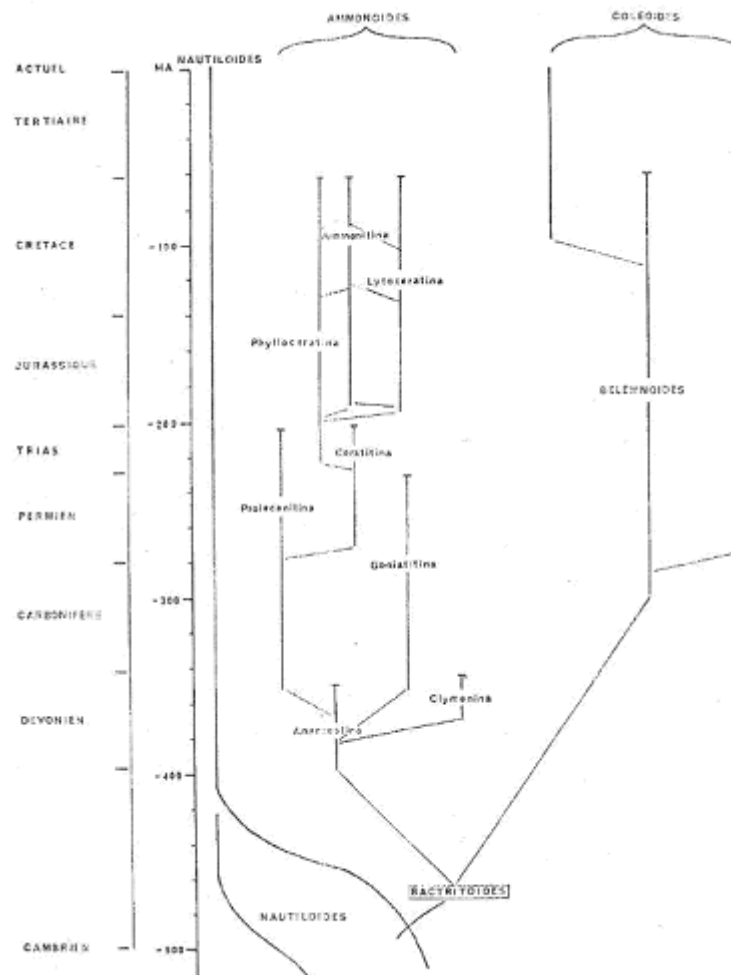 AMMONOIDES
COLEOIDES
NAUTILOIDES
ACTUEL
MA
TERTIAIRE
CRETACE
-100
Ammonitina
Lytoceratina
Phylloceratina
JURASSIQUE
BELEMNOIDES
-200
TRIAS
Ceratitina
Prolecanitina
PERMIEN
Goniatitina
-300
CARBONIFERE
Clymenina
DEVONIEN
Anarcestina
-400
BACTRITOIDES
NAUTILOIDES
CAMBRIEN
-500